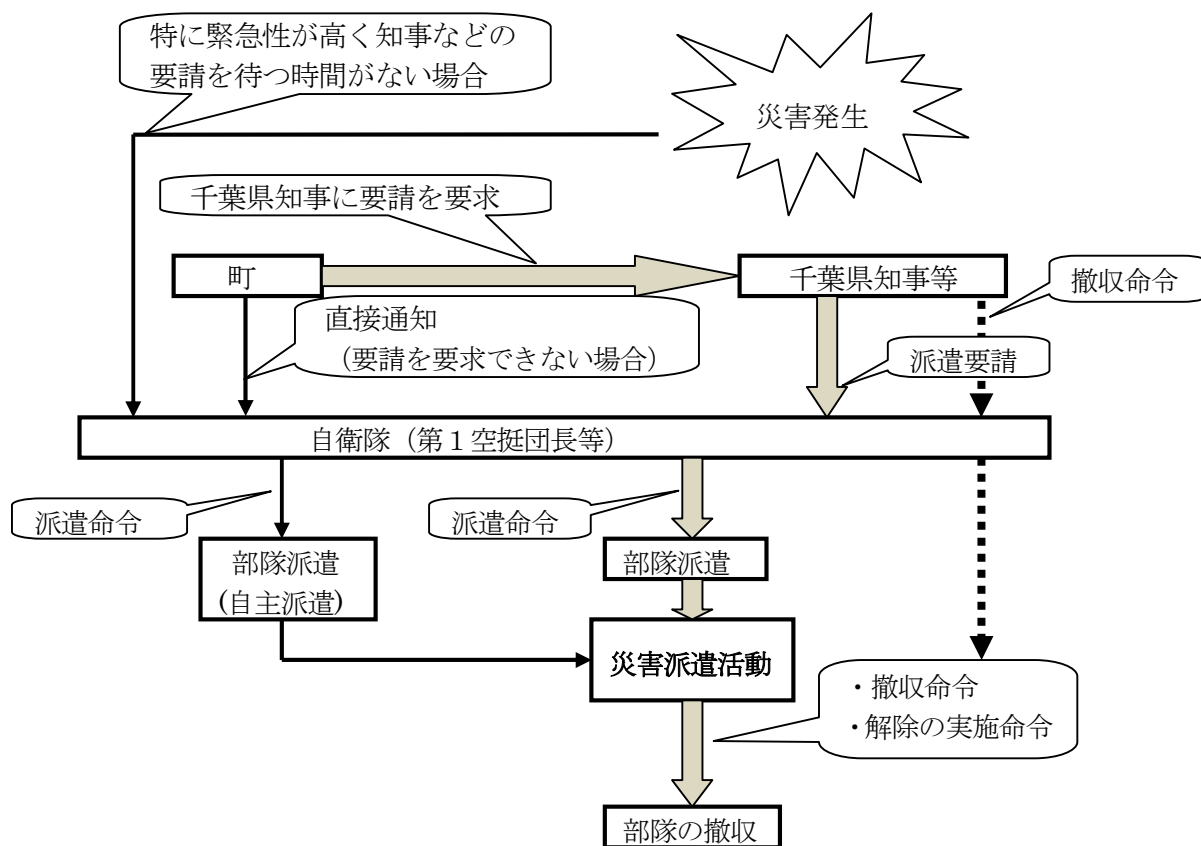 特に緊急性が高く知事などの
要請を待つ時間がない場合
災害発生
千葉県知事に要請を要求
町
千葉県知事等
撤収命令
直接通知
（要請を要求できない場合）
派遣要請
自衛隊（第１空挺団長等）
派遣命令
派遣命令
部隊派遣
(自主派遣)
部隊派遣
災害派遣活動
・撤収命令
・解除の実施命令
部隊の撤収